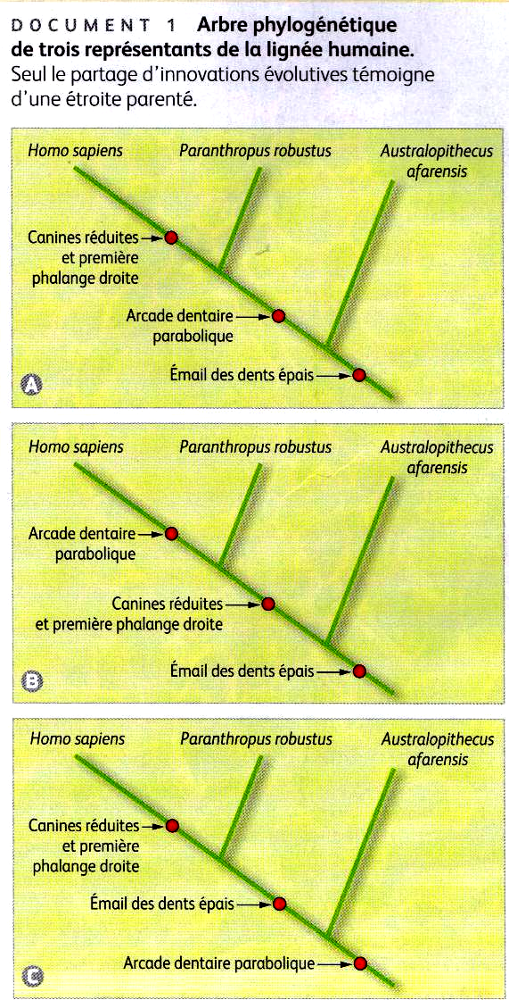 DOCUMENT 1 Arbre phylogénétique
de trois représentants de la lignée humaine.
Seul le partage d'innovations évolutives témoigne
d'une étroite parenté.
Homo sapiens
Paranthropus robustus
Australopithecus
afarensis
Canines réduites
et première
phalange droite
Arcade dentaire
parabolique
Émail des dents épais
A
Homo sapiens
Paranthropus robustus
Australopithecus
afarensis
Arcade dentaire
parabolique
Canines réduites
et première phalange droite
Émail des dents épais
B
Homo sapiens
Paranthropus robustus
Australopithecus
afarensis
Canines réduites
et première
phalange droite
Émail des dents épais
Arcade dentaire parabolique
C